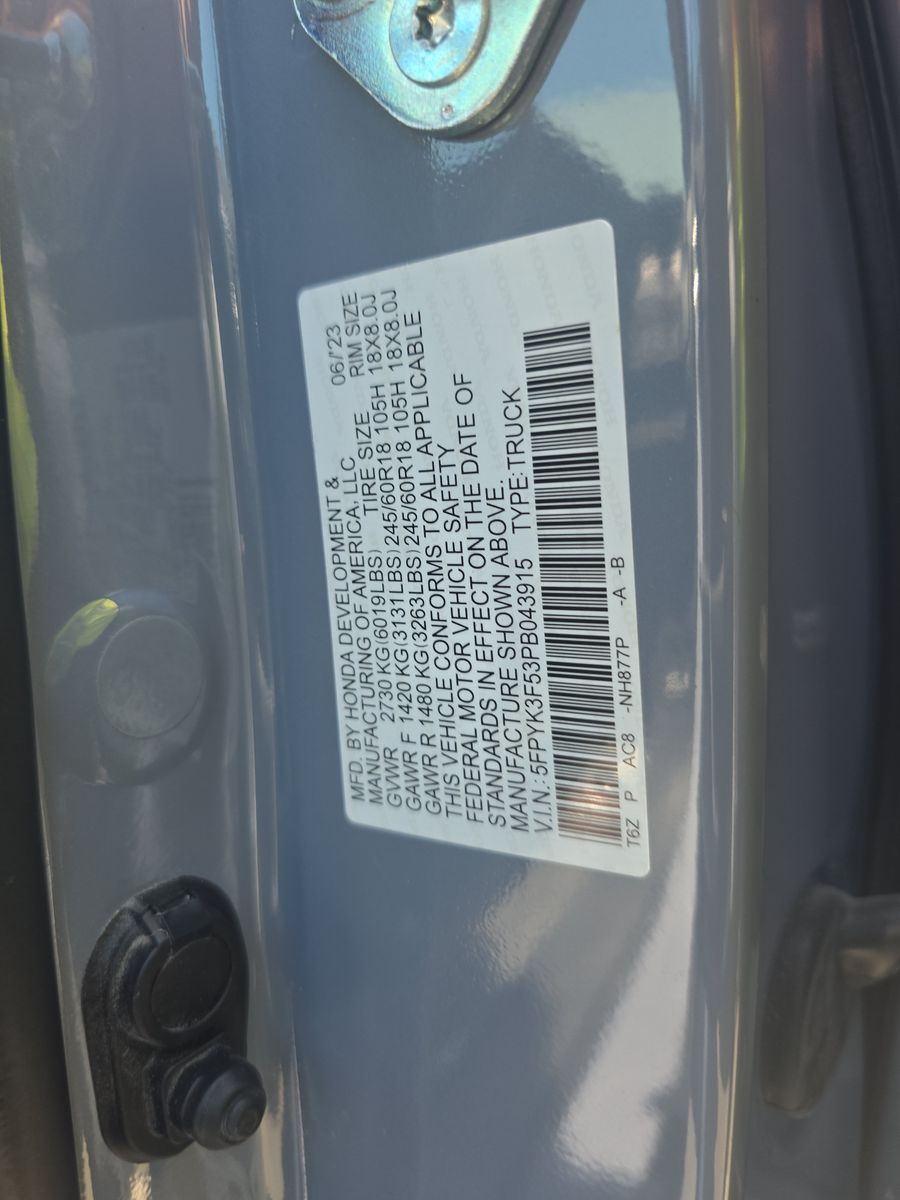 MFD. BY HONDA DEVELOPMENT & 06/'23
MANUFACTURING OF AMERICA, LLC
TIRE SIZE RIM SIZE
GVWR 2730 KG(6019LBS)
GAWR F 1420 KG(3131LBS) 245/60R18 105H 18X8.0J
GAWR R 1480 KG(3263LBS) 245/60R18 105H 18X8.0J
THIS VEHICLE CONFORMS TO ALL APPLICABLE
FEDERAL MOTOR VEHICLE SAFETY
STANDARDS IN EFFECT ON THE DATE OF
MANUFACTURE SHOWN ABOVE.
V.I.N.: 5FPYK3F53PB043915 TYPE: TRUCK
T6Z P AC8 -NH877P -A -B